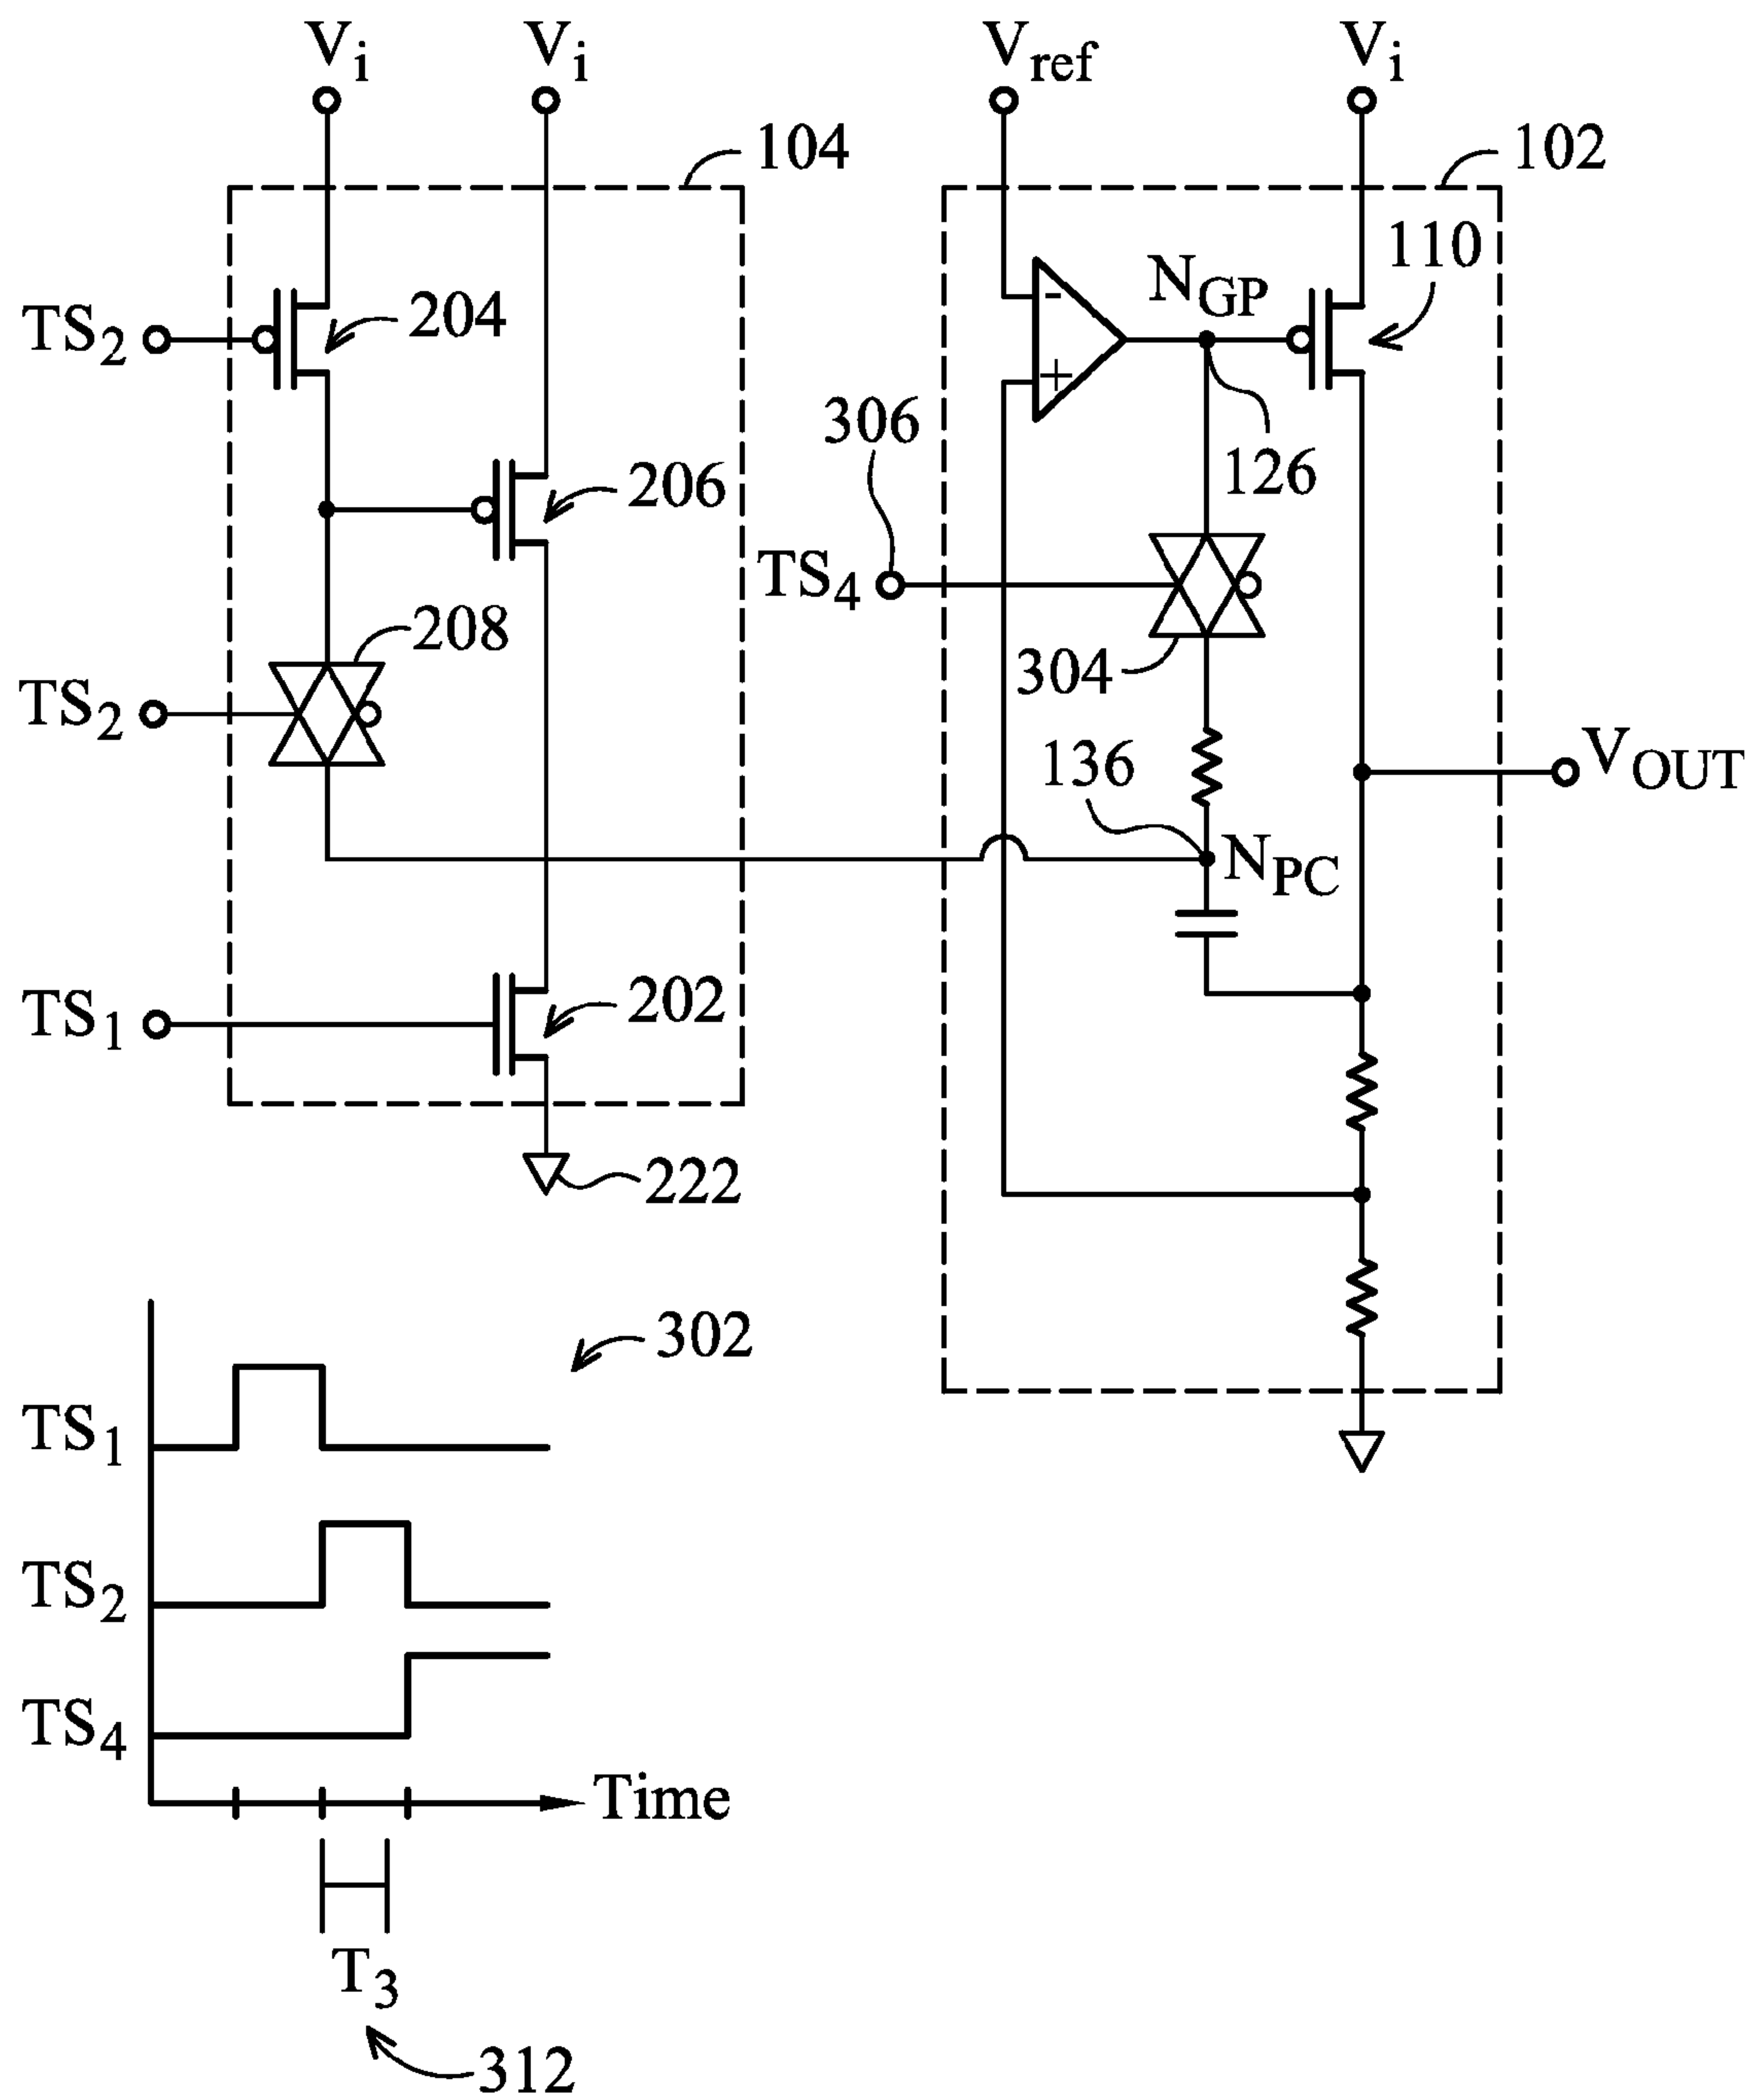 Vi Vi Vref Vi
104 102
110
TS2 204 NGP
306 126
206
TS4
208 304
TS2 136 VOUT
NPC
TS1 202
222
302
TS1
TS2
TS4
Time
T3
312
- +